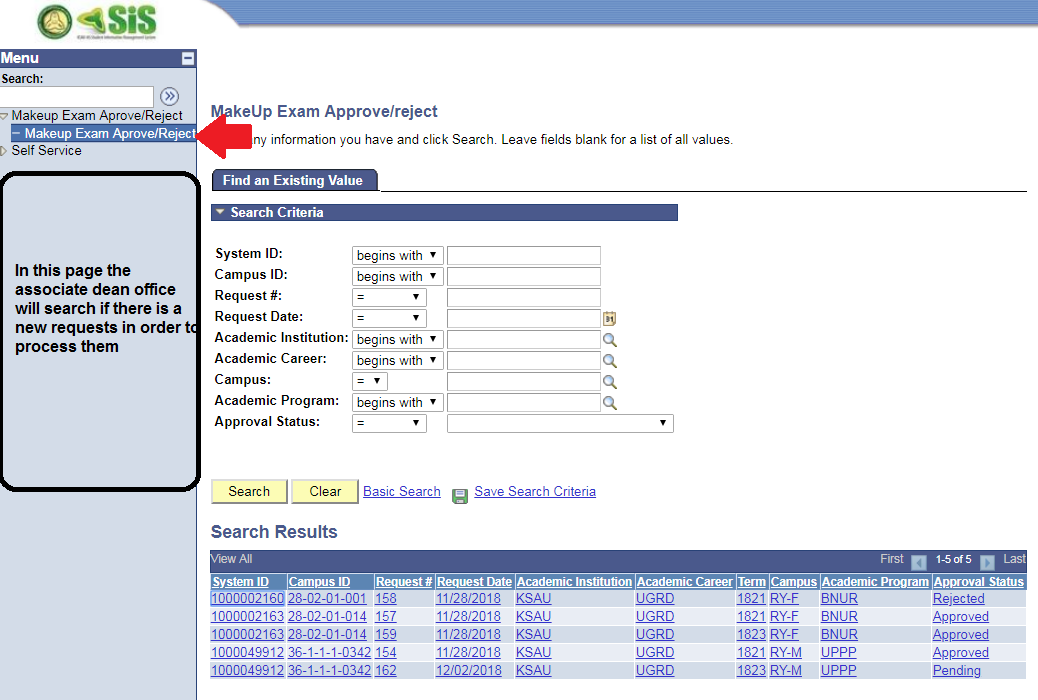 SiS
Menu
Search:
Makeup Exam Aprove/Reject
Makeup Exam Aprove/Reject
Self Service
In this page the
associate dean office
will search if there is a
new requests in order to
process them
MakeUp Exam Approve/reject
any information you have and click Search. Leave fields blank for a list of all values.
Find an Existing Value
Search Criteria
System ID: begins with
Campus ID: begins with
Request #: =
Request Date: = 31
Academic Institution: begins with
Academic Career: begins with
Campus: =
Academic Program: begins with
Approval Status: =
Search Clear Basic Search Save Search Criteria
Search Results
View All First 1-5 of 5 Last
System ID Campus ID Request # Request Date Academic Institution Academic Career Term Campus Academic Program Approval Status
1000002160 28-02-01-001 158 11/28/2018 KSAU UGRD 1821 RY-F BNUR Rejected
1000002163 28-02-01-014 157 11/28/2018 KSAU UGRD 1821 RY-F BNUR Approved
1000002163 28-02-01-014 159 11/28/2018 KSAU UGRD 1823 RY-F BNUR Approved
1000049912 36-1-1-1-0342 154 11/28/2018 KSAU UGRD 1821 RY-M UPPP Approved
1000049912 36-1-1-1-0342 162 12/02/2018 KSAU UGRD 1823 RY-M UPPP Pending